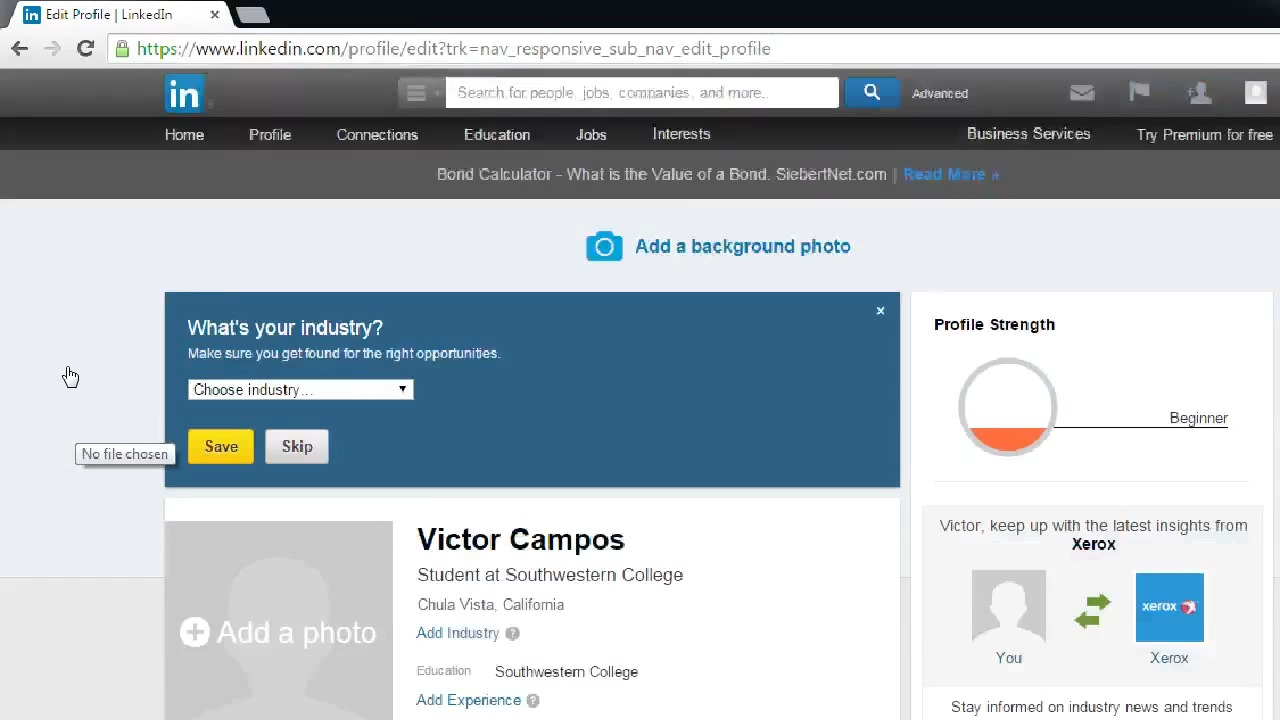 Edit Profile | LinkedIn
https://www.linkedin.com/profile/edit?trk=nav_responsive_sub_nav_edit_profile
in
Search for people, jobs, companies, and more..
Advanced
Home Profile Connections Education Jobs Interests Business Services Try Premium for free
Bond Calculator - What is the Value of a Bond. SiebertNet.com | Read More »
Add a background photo
What's your industry?
Make sure you get found for the right opportunities.
Choose industry...
Save Skip
No file chosen
Add a photo
Victor Campos
Student at Southwestern College
Chula Vista, California
Add Industry ?
Education Southwestern College
Add Experience ?
Profile Strength
Beginner
Victor, keep up with the latest insights from
Xerox
xerox
You Xerox
Stay informed on industry news and trends